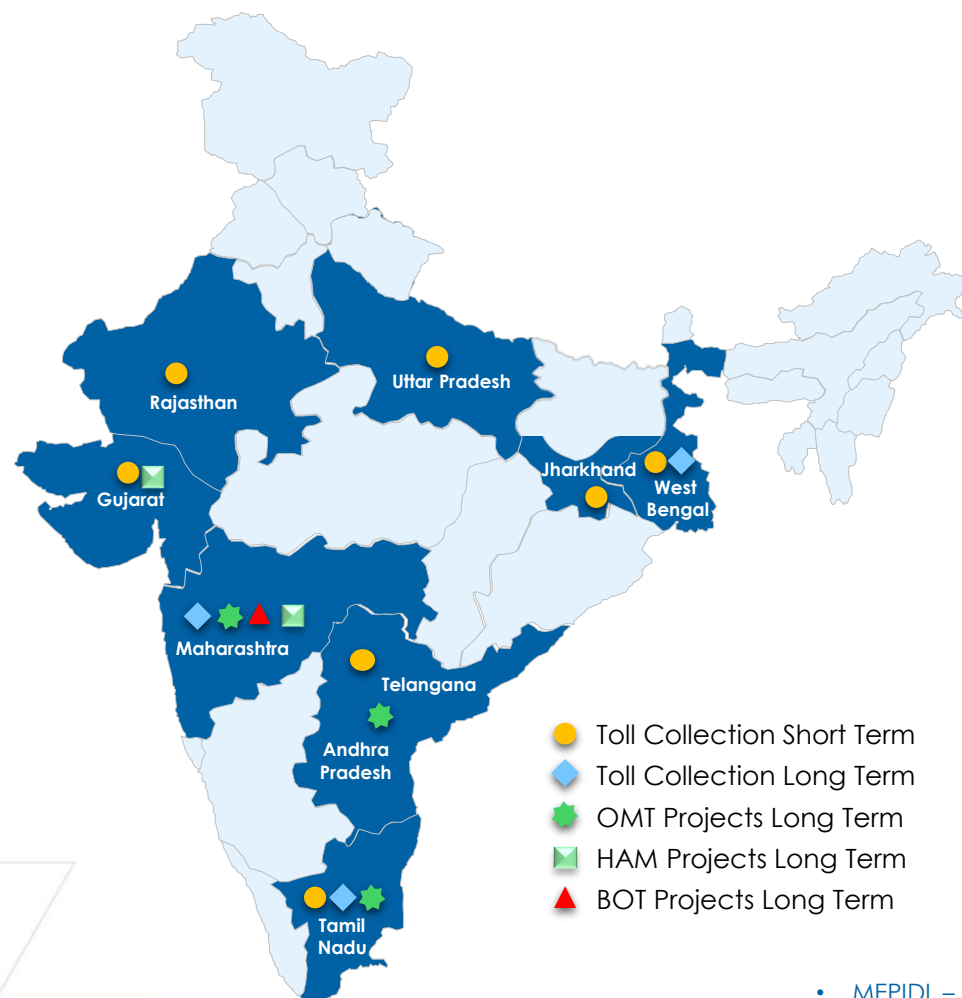 Uttar Pradesh
Rajasthan
Jharkhand
West
Bengal
Gujarat
Maharashtra
Telangana
Andhra
Pradesh
Tamil
Nadu
Toll Collection Short Term
Toll Collection Long Term
OMT Projects Long Term
HAM Projects Long Term
BOT Projects Long Term
• MEPIDL –